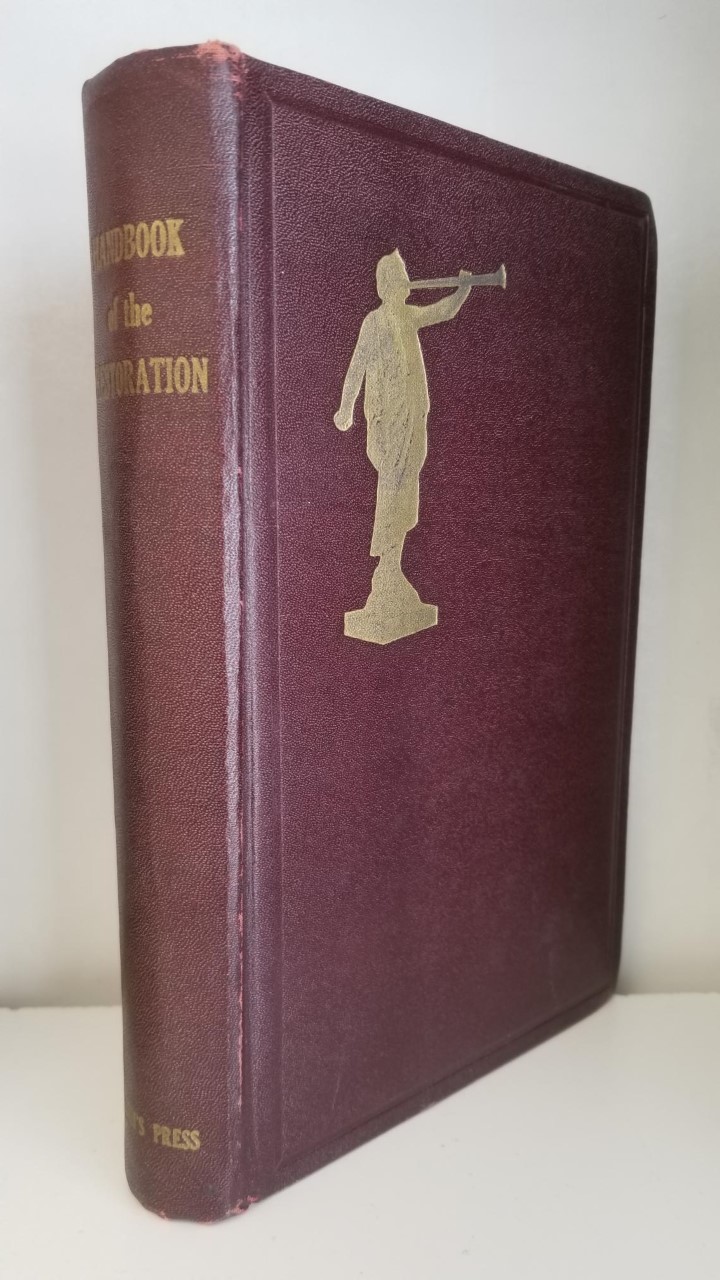 HANDBOOK
of the
RESTORATION
PRESS